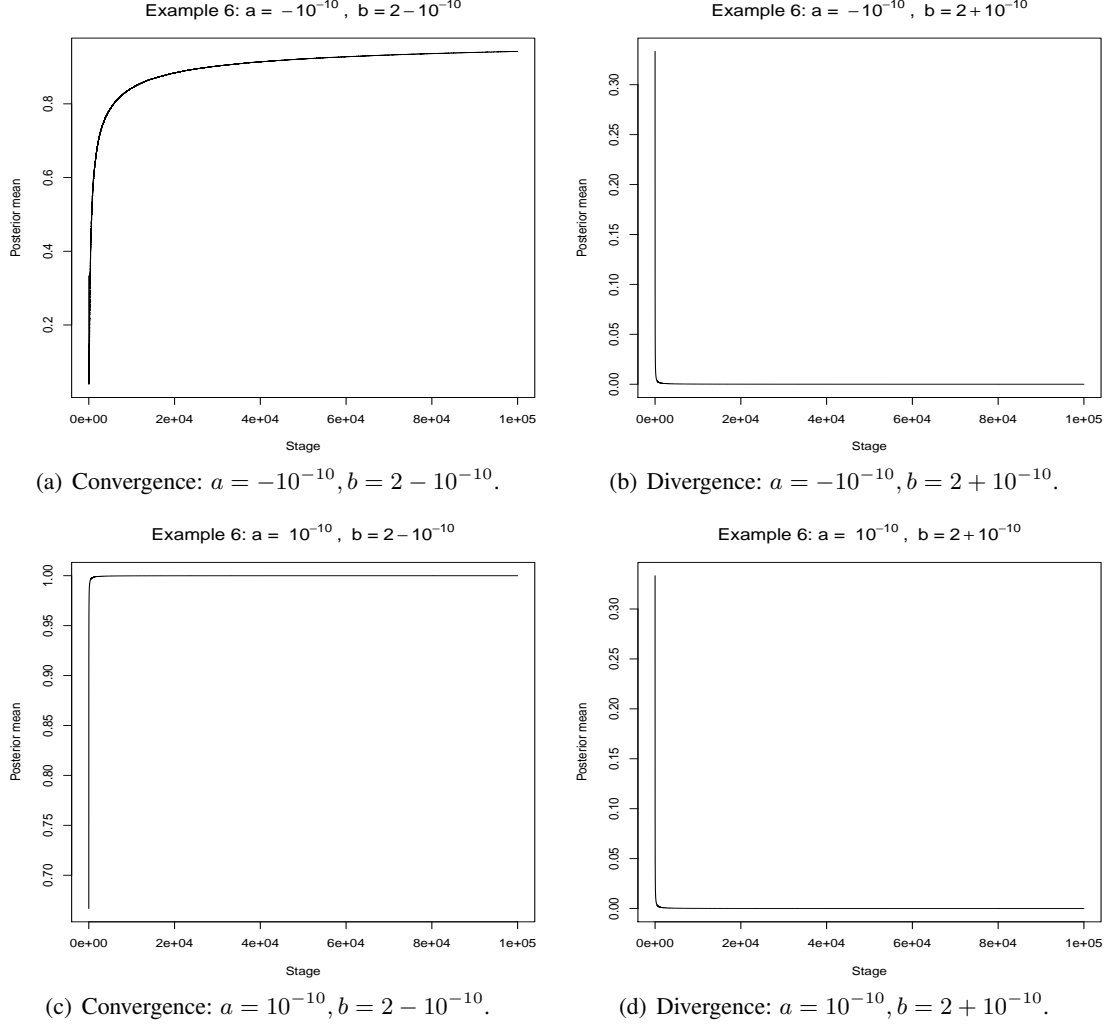 Example 6: a = −10⁻¹⁰ , b = 2 − 10⁻¹⁰
Posterior mean
0.2 0.4 0.6 0.8
0e+00 2e+04 4e+04 6e+04 8e+04 1e+05
Stage
(a) Convergence: a = −10⁻¹⁰, b = 2 − 10⁻¹⁰.
Example 6: a = −10⁻¹⁰ , b = 2 + 10⁻¹⁰
Posterior mean
0.00 0.05 0.10 0.15 0.20 0.25 0.30
0e+00 2e+04 4e+04 6e+04 8e+04 1e+05
Stage
(b) Divergence: a = −10⁻¹⁰, b = 2 + 10⁻¹⁰.
Example 6: a = 10⁻¹⁰ , b = 2 − 10⁻¹⁰
Posterior mean
0.70 0.75 0.80 0.85 0.90 0.95 1.00
0e+00 2e+04 4e+04 6e+04 8e+04 1e+05
Stage
(c) Convergence: a = 10⁻¹⁰, b = 2 − 10⁻¹⁰.
Example 6: a = 10⁻¹⁰ , b = 2 + 10⁻¹⁰
Posterior mean
0.00 0.05 0.10 0.15 0.20 0.25 0.30
0e+00 2e+04 4e+04 6e+04 8e+04 1e+05
Stage
(d) Divergence: a = 10⁻¹⁰, b = 2 + 10⁻¹⁰.